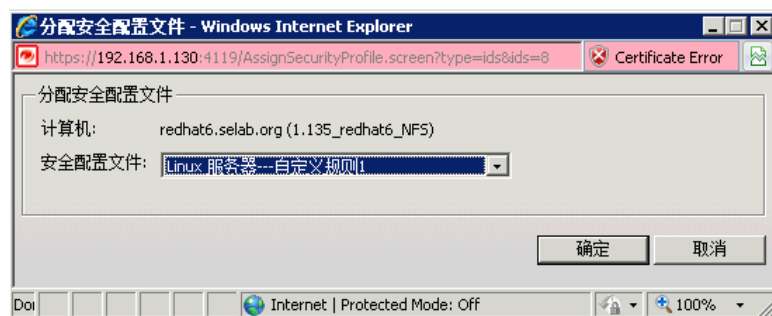 分配安全配置文件 - Windows Internet Explorer
https://192.168.1.130:4119/AssignSecurityProfile.screen?type=ids&ids=8 Certificate Error
分配安全配置文件
计算机: redhat6.selab.org (1.135_redhat6_NFS)
安全配置文件: Linux 服务器---自定义规则1
确定 取消
Internet | Protected Mode: Off 100%